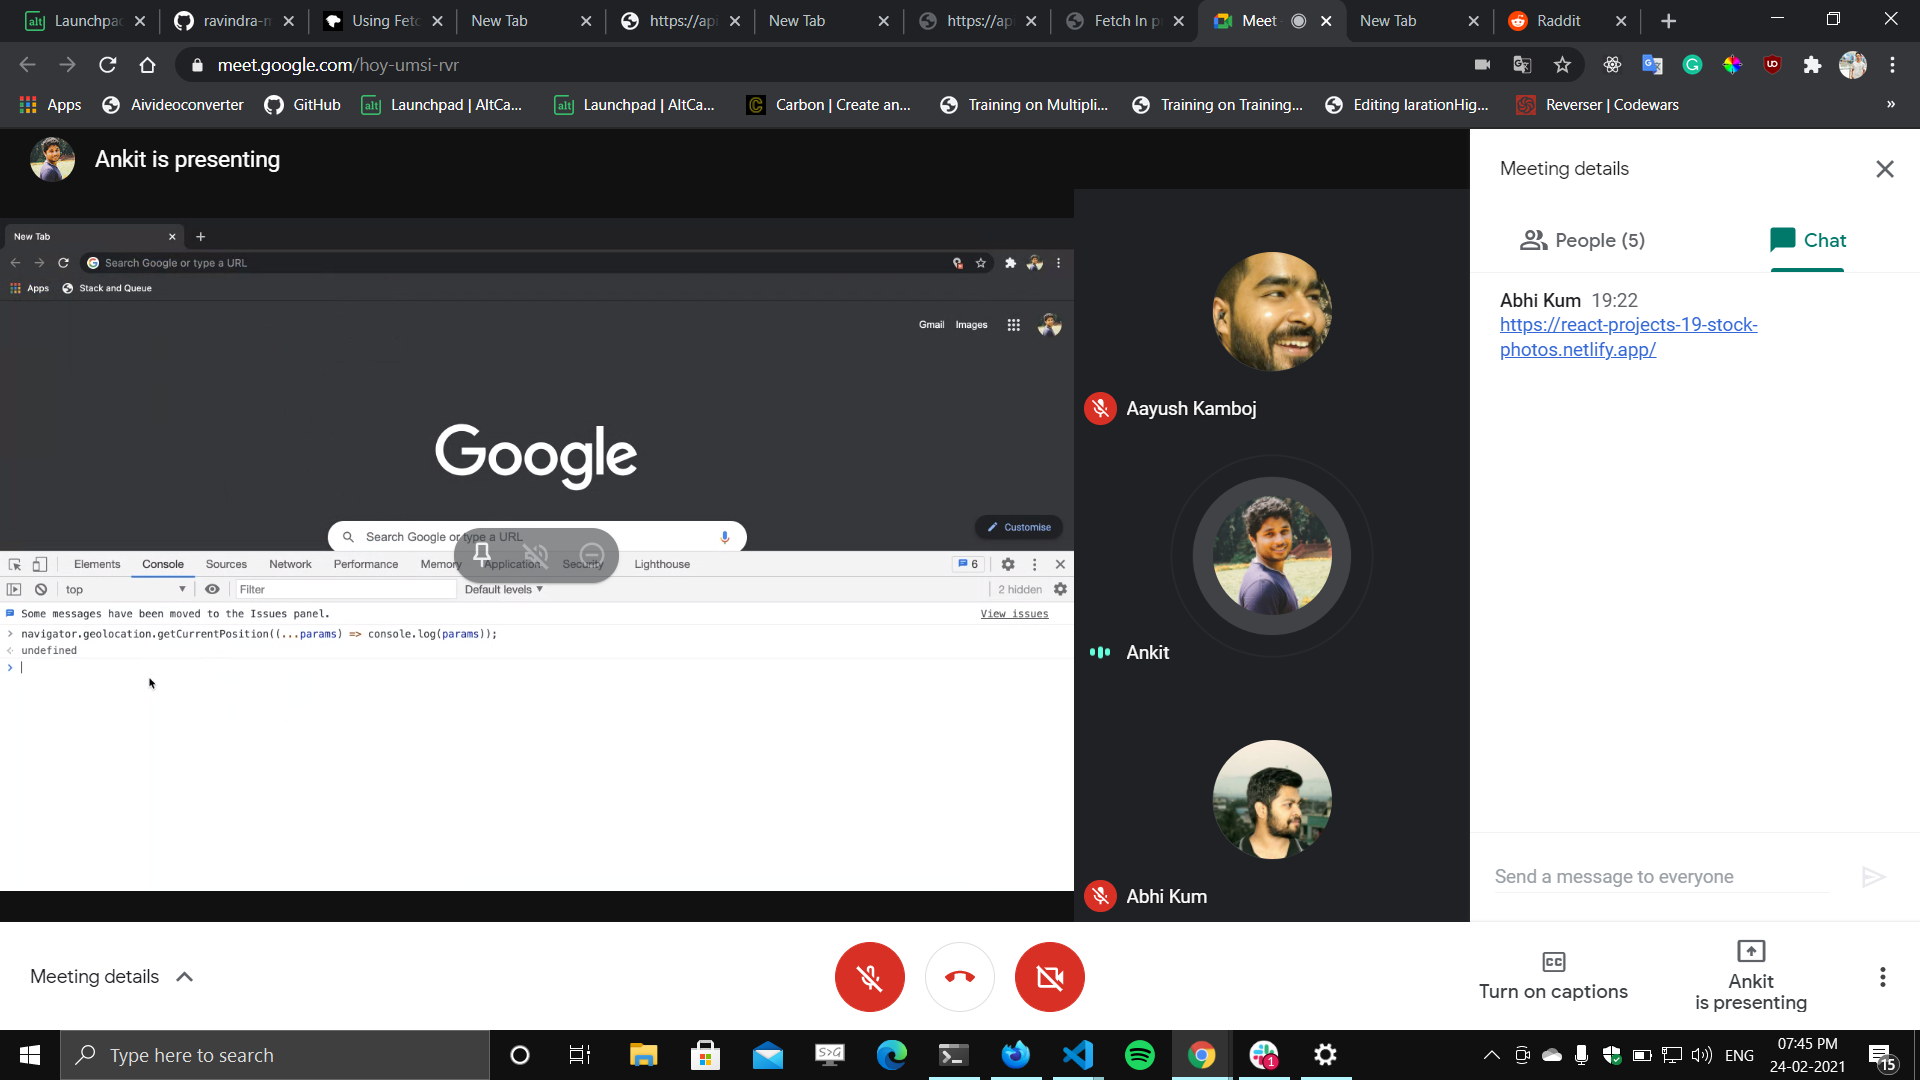 Launchpad
ravindra-m
Using Fetc
New Tab
https://api
New Tab
https://api
Fetch In p
Meet
New Tab
Raddit
meet.google.com/hoy-umsi-rvr
Apps
Aivideoconverter
GitHub
Launchpad | AltCa...
Launchpad | AltCa...
Carbon | Create an...
Training on Multipli...
Training on Training...
Editing larationHig...
Reverser | Codewars
»
Ankit is presenting
New Tab
Search Google or type a URL
Apps
Stack and Queue
Gmail
Images
Google
Search Google or type a URL
Customise
Elements
Console
Sources
Network
Performance
Memory
Application
Security
Lighthouse
6
top
Filter
Default levels
2 hidden
Some messages have been moved to the Issues panel.
View issues
navigator.geolocation.getCurrentPosition((...params) => console.log(params));
undefined
Aayush Kamboj
Ankit
Abhi Kum
Meeting details
People (5)
Chat
Abhi Kum 19:22
https://react-projects-19-stock-
photos.netlify.app/
Send a message to everyone
Meeting details
Turn on captions
Ankit
is presenting
Type here to search
ENG
07:45 PM
24-02-2021
15
1